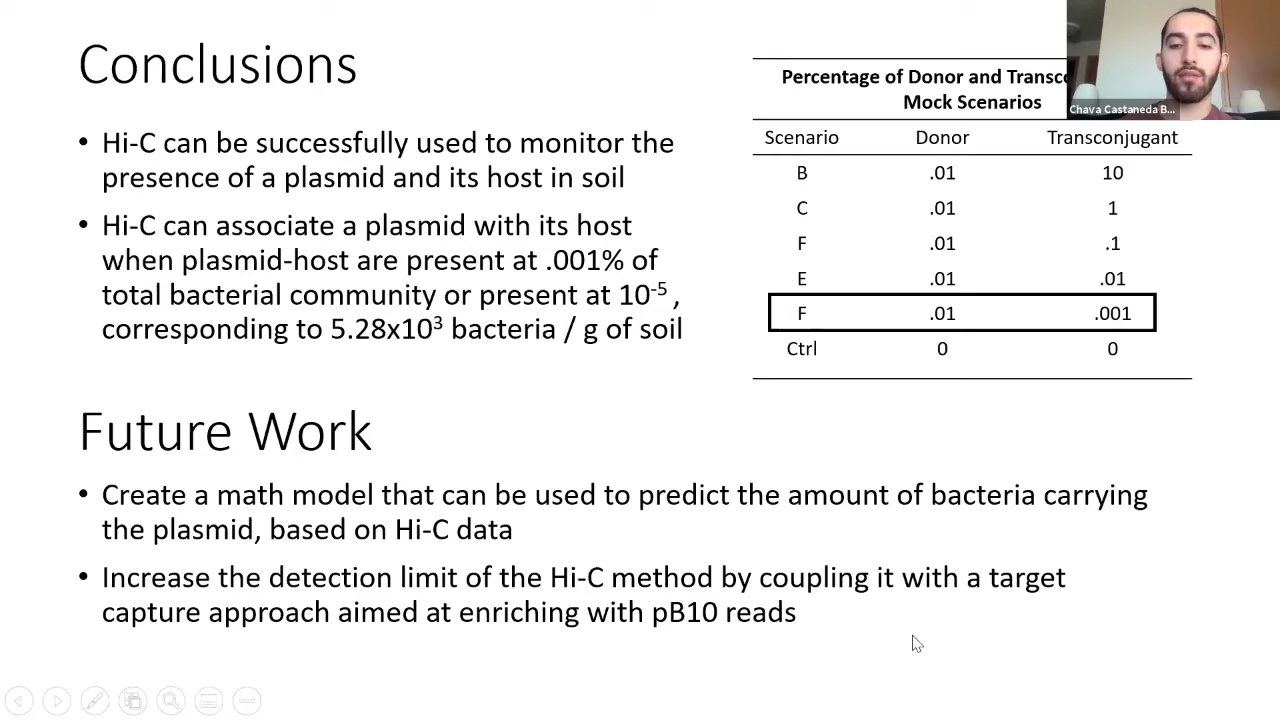 Conclusions
• Hi-C can be successfully used to monitor the
presence of a plasmid and its host in soil
• Hi-C can associate a plasmid with its host
when plasmid-host are present at .001% of
total bacterial community or present at 10⁻⁵ ,
corresponding to 5.28x10³ bacteria / g of soil
Percentage of Donor and Transco
Mock Scenarios
Scenario Donor Transconjugant
B .01 10
C .01 1
F .01 .1
E .01 .01
F .01 .001
Ctrl 0 0
Chava Castaneda B...
Future Work
• Create a math model that can be used to predict the amount of bacteria carrying
the plasmid, based on Hi-C data
• Increase the detection limit of the Hi-C method by coupling it with a target
capture approach aimed at enriching with pB10 reads